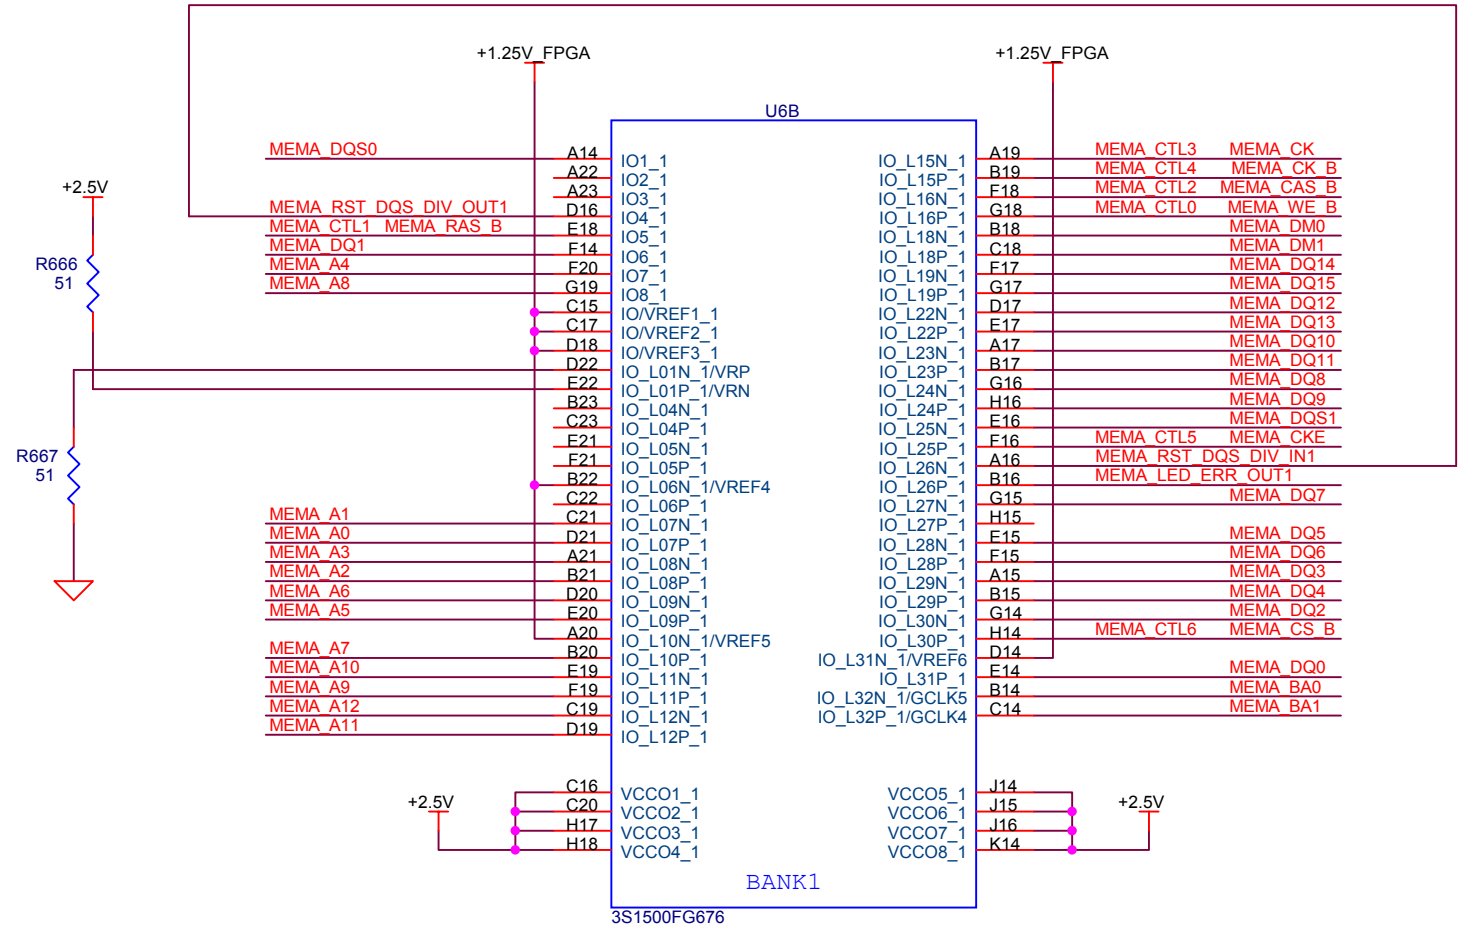 +1.25V_FPGA +1.25V_FPGA
U6B
MEMA_DQS0 A14 IO1_1 IO_L15N_1 A19 MEMA_CTL3 MEMA_CK
A22 IO2_1 IO_L15P_1 B19 MEMA_CTL4 MEMA_CK_B
+2.5V A23 IO3_1 IO_L16N_1 F18 MEMA_CTL2 MEMA_CAS_B
MEMA_RST_DQS_DIV_OUT1 D16 IO4_1 IO_L16P_1 G18 MEMA_CTL0 MEMA_WE_B
MEMA_CTL1 MEMA_RAS_B E18 IO5_1 IO_L18N_1 B18 MEMA_DM0
MEMA_DQ1 F14 IO6_1 IO_L18P_1 C18 MEMA_DM1
R666 MEMA_A4 F20 IO7_1 IO_L19N_1 F17 MEMA_DQ14
51 MEMA_A8 G19 IO8_1 IO_L19P_1 G17 MEMA_DQ15
C15 IO/VREF1_1 IO_L22N_1 D17 MEMA_DQ12
C17 IO/VREF2_1 IO_L22P_1 E17 MEMA_DQ13
D18 IO/VREF3_1 IO_L23N_1 A17 MEMA_DQ10
D22 IO_L01N_1/VRP IO_L23P_1 B17 MEMA_DQ11
E22 IO_L01P_1/VRN IO_L24N_1 G16 MEMA_DQ8
B23 IO_L04N_1 IO_L24P_1 H16 MEMA_DQ9
C23 IO_L04P_1 IO_L25N_1 E16 MEMA_DQS1
E21 IO_L05N_1 IO_L25P_1 F16 MEMA_CTL5 MEMA_CKE
R667 F21 IO_L05P_1 IO_L26N_1 A16 MEMA_RST_DQS_DIV_IN1
51 B22 IO_L06N_1/VREF4 IO_L26P_1 B16 MEMA_LED_ERR_OUT1
C22 IO_L06P_1 IO_L27N_1 G15 MEMA_DQ7
MEMA_A1 C21 IO_L07N_1 IO_L27P_1 H15
MEMA_A0 D21 IO_L07P_1 IO_L28N_1 E15 MEMA_DQ5
MEMA_A3 A21 IO_L08N_1 IO_L28P_1 F15 MEMA_DQ6
MEMA_A2 B21 IO_L08P_1 IO_L29N_1 A15 MEMA_DQ3
MEMA_A6 D20 IO_L09N_1 IO_L29P_1 B15 MEMA_DQ4
MEMA_A5 E20 IO_L09P_1 IO_L30N_1 G14 MEMA_DQ2
A20 IO_L10N_1/VREF5 IO_L30P_1 H14 MEMA_CTL6 MEMA_CS_B
MEMA_A7 B20 IO_L10P_1 IO_L31N_1/VREF6 D14
MEMA_A10 E19 IO_L11N_1 IO_L31P_1 E14 MEMA_DQ0
MEMA_A9 F19 IO_L11P_1 IO_L32N_1/GCLK5 B14 MEMA_BA0
MEMA_A12 C19 IO_L12N_1 IO_L32P_1/GCLK4 C14 MEMA_BA1
MEMA_A11 D19 IO_L12P_1
C16 VCCO1_1 VCCO5_1 J14
+2.5V C20 VCCO2_1 VCCO6_1 J15 +2.5V
H17 VCCO3_1 VCCO7_1 J16
H18 VCCO4_1 VCCO8_1 K14
BANK1
3S1500FG676